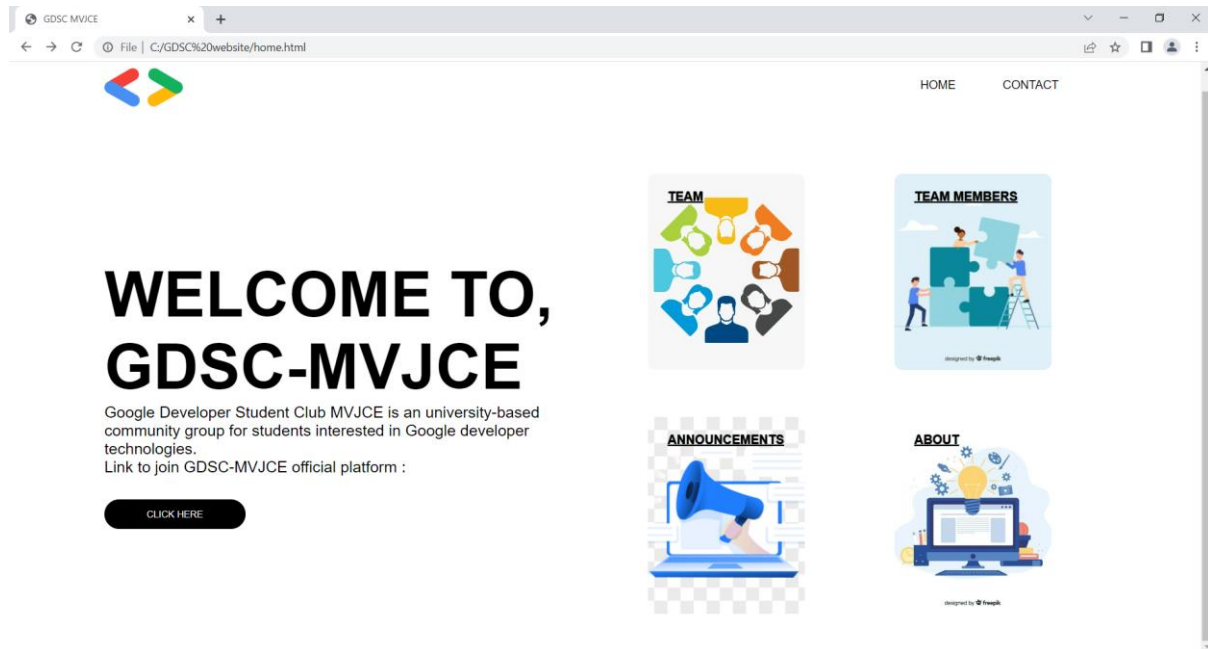 GDSC MVJCE
File | C:/GDSC%20website/home.html
HOME
CONTACT
WELCOME TO,
GDSC-MVJCE
Google Developer Student Club MVJCE is an university-based
community group for students interested in Google developer
technologies.
Link to join GDSC-MVJCE official platform :
CLICK HERE
TEAM
TEAM MEMBERS
designed by freepik
ANNOUNCEMENTS
ABOUT
designed by freepik